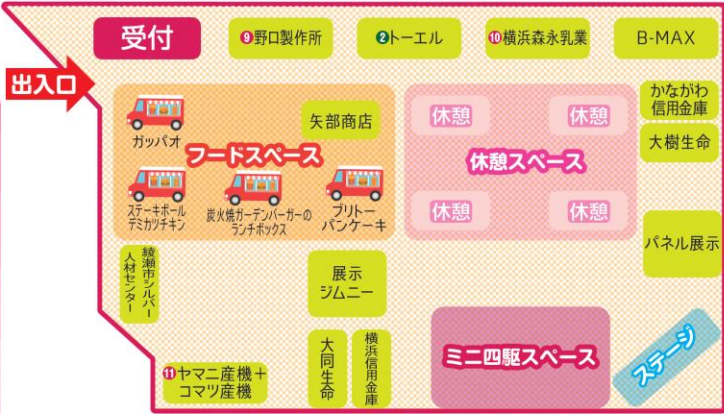 受付
❾野口製作所
❷トーエル
❿横浜森永乳業
B-MAX
出入口
かながわ
信用金庫
大樹生命
ガッパオ
矢部商店
フードスペース
ステーキボール
デミカツチキン
炭火焼ガーデンバーガーの
ランチボックス
ブリトー
パンケーキ
休憩
休憩
休憩スペース
休憩
休憩
パネル展示
綾瀬市シルバー
人材センター
展示
ジムニー
大同生命
横浜信用金庫
⓫ヤマニ産機＋
コマツ産機
ミニ四駆スペース
ステージ